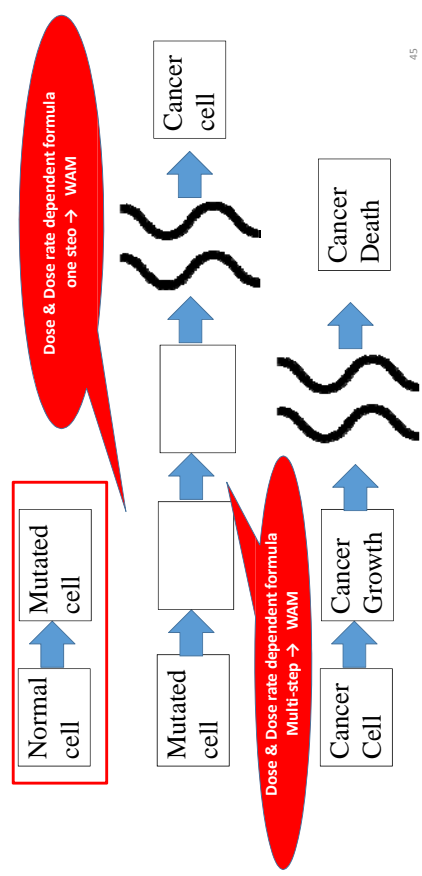 Dose & Dose rate dependent formula
one steo → WAM
Normal
cell
Mutated
cell
Mutated
cell
Cancer
cell
Dose & Dose rate dependent formula
Multi-step → WAM
Cancer
Cell
Cancer
Growth
Cancer
Death
45